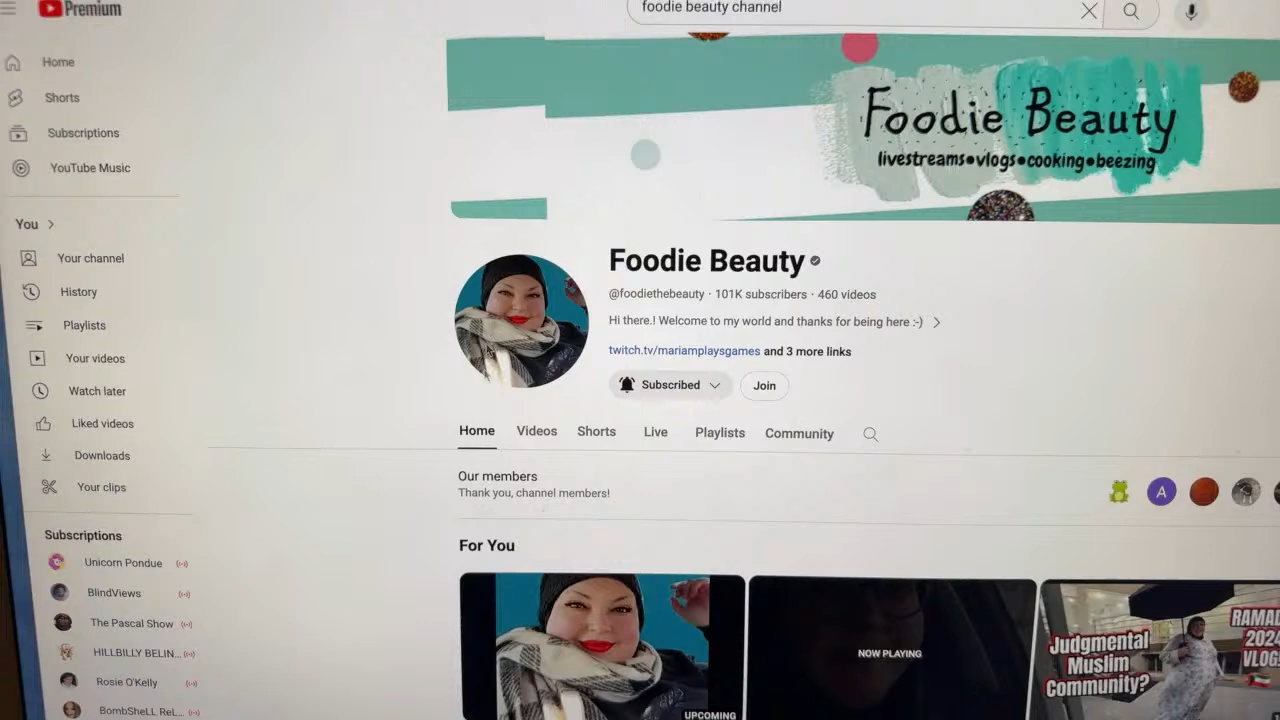 Premium
foodie beauty channel
Home
Shorts
Subscriptions
YouTube Music
You
Your channel
History
Playlists
Your videos
Watch later
Liked videos
Downloads
Your clips
Subscriptions
Unicorn Pondue
BlindViews
The Pascal Show
HILLBILLY BELIN...
Rosie O'Kelly
BombSheLL ReL...
Foodie Beauty
livestreams•vlogs•cooking•beezing
Foodie Beauty
@foodiethebeauty · 101K subscribers · 460 videos
Hi there.! Welcome to my world and thanks for being here :-)
twitch.tv/mariamplaysgames and 3 more links
Subscribed
Join
Home Videos Shorts Live Playlists Community
Our members
Thank you, channel members!
A
For You
UPCOMING
NOW PLAYING
Judgmental
Muslim
Community?
RAMAD
2024
VLOG